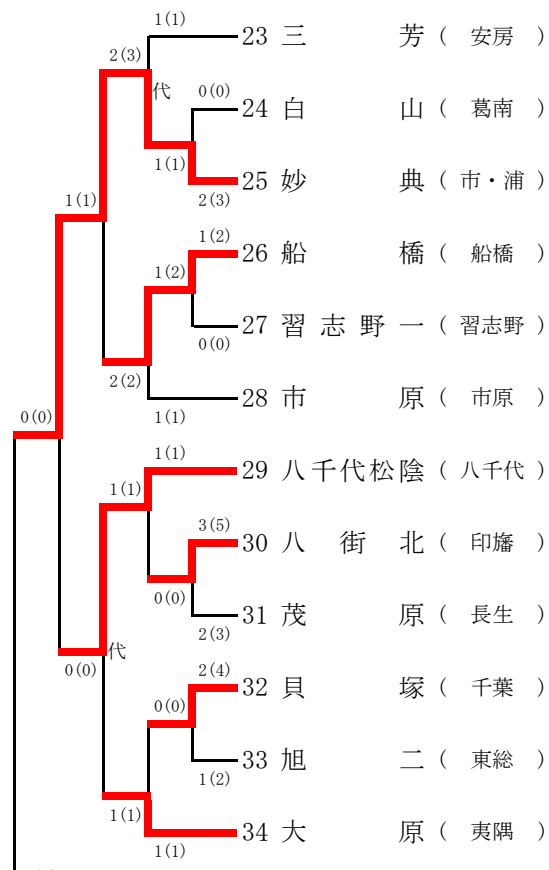 1(1)
23 三芳 ( 安房 )
2(3)
代
0(0)
24 白山 ( 葛南 )
1(1)
25 妙典 ( 市・浦 )
2(3)
1(1)
1(2)
26 船橋 ( 船橋 )
1(2)
27 習志野一 ( 習志野 )
0(0)
2(2)
28 市原 ( 市原 )
1(1)
0(0)
1(1)
29 八千代松陰 ( 八千代 )
1(1)
3(5)
30 八街北 ( 印旛 )
0(0)
31 茂原 ( 長生 )
2(3)
0(0)
代
2(4)
32 貝塚 ( 千葉 )
0(0)
33 旭二 ( 東総 )
1(2)
1(1)
34 大原 ( 夷隅 )
1(1)